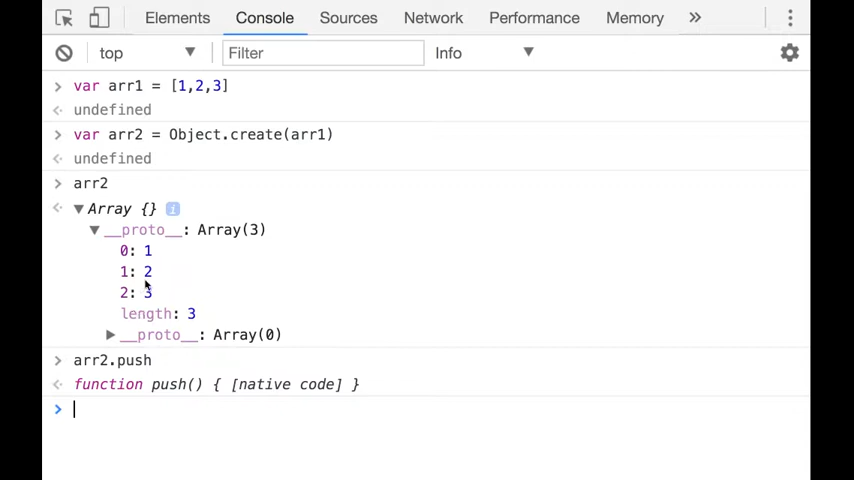 Elements Console Sources Network Performance Memory »
top Filter Info
> var arr1 = [1,2,3]
undefined
> var arr2 = Object.create(arr1)
undefined
> arr2
Array {} i
__proto__: Array(3)
0: 1
1: 2
2: 3
length: 3
__proto__: Array(0)
> arr2.push
function push() { [native code] }
>